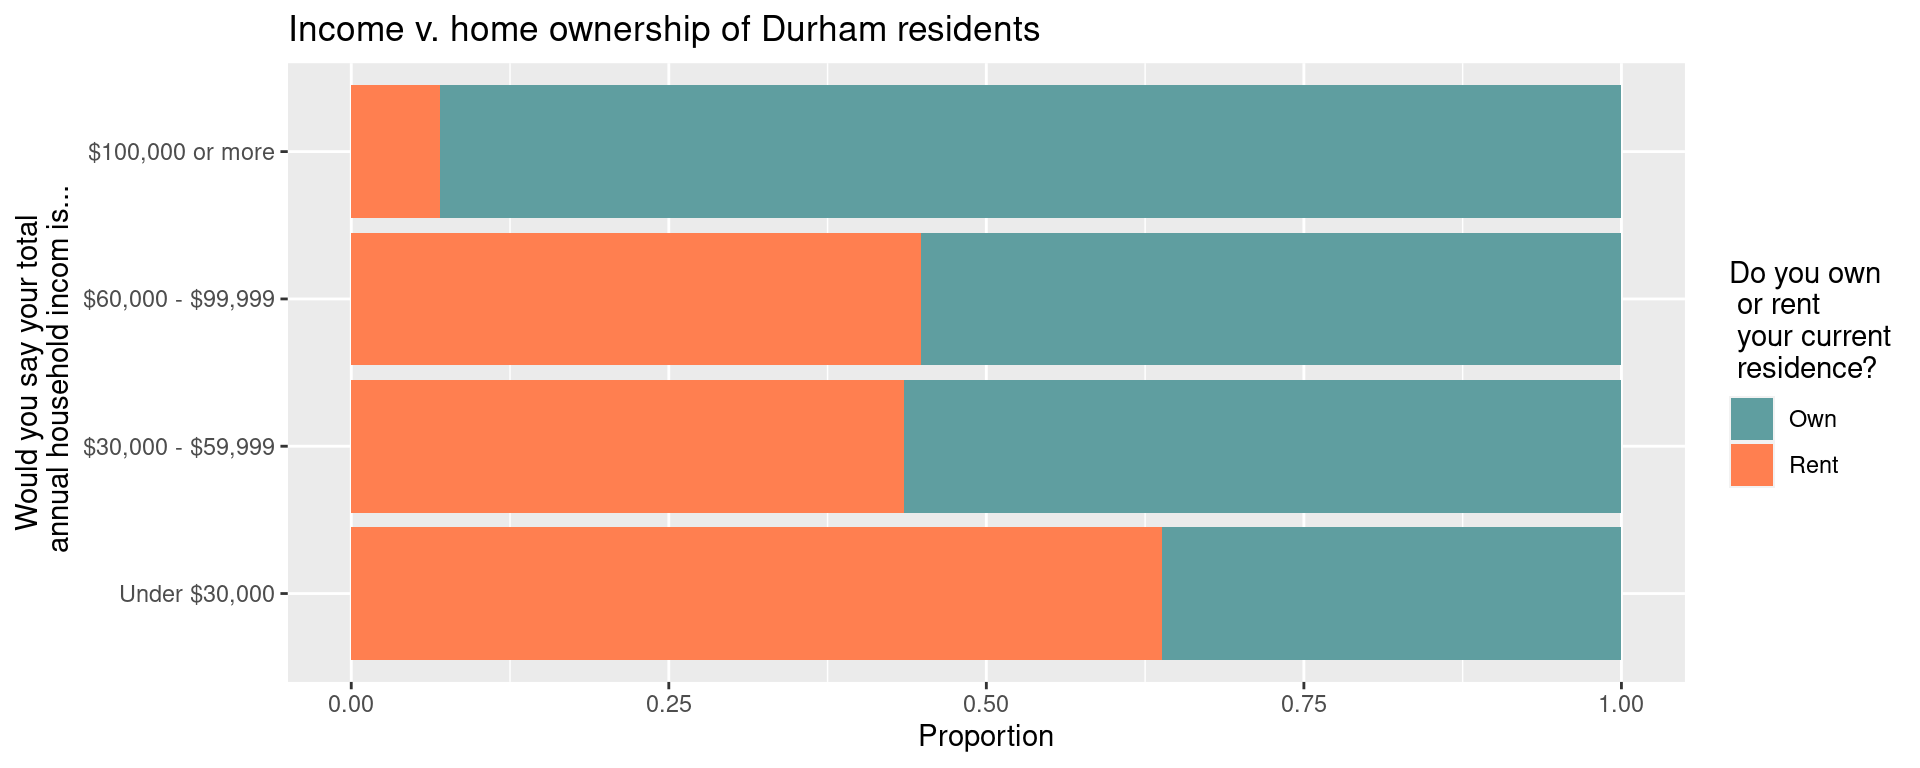 Income v. home ownership of Durham residents
Would you say your total
annual household incom is...
$100,000 or more
$60,000 - $99,999
$30,000 - $59,999
Under $30,000
0.00
0.25
0.50
0.75
1.00
Proportion
Do you own
or rent
your current
residence?
Own
Rent